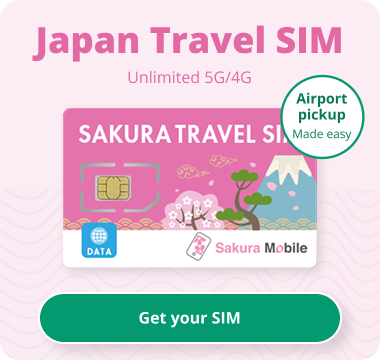 Japan Travel SIM
Unlimited 5G/4G
Airport
pickup
Made easy
SAKURA TRAVEL SI
DATA
Sakura Mobile
Get your SIM